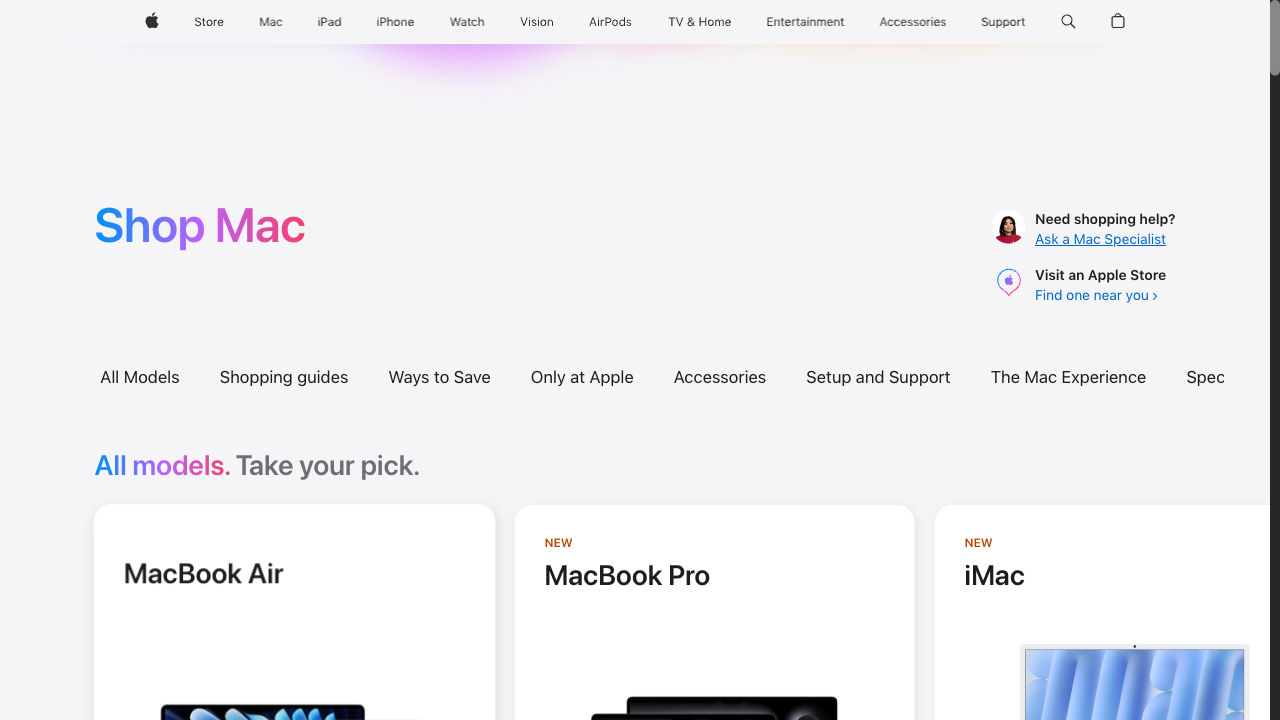 Store
Mac
iPad
iPhone
Watch
Vision
AirPods
TV & Home
Entertainment
Accessories
Support
Shop Mac
Need shopping help?
Ask a Mac Specialist
Visit an Apple Store
Find one near you ›
All Models
Shopping guides
Ways to Save
Only at Apple
Accessories
Setup and Support
The Mac Experience
Spec
All models. Take your pick.
MacBook Air
NEW
MacBook Pro
NEW
iMac